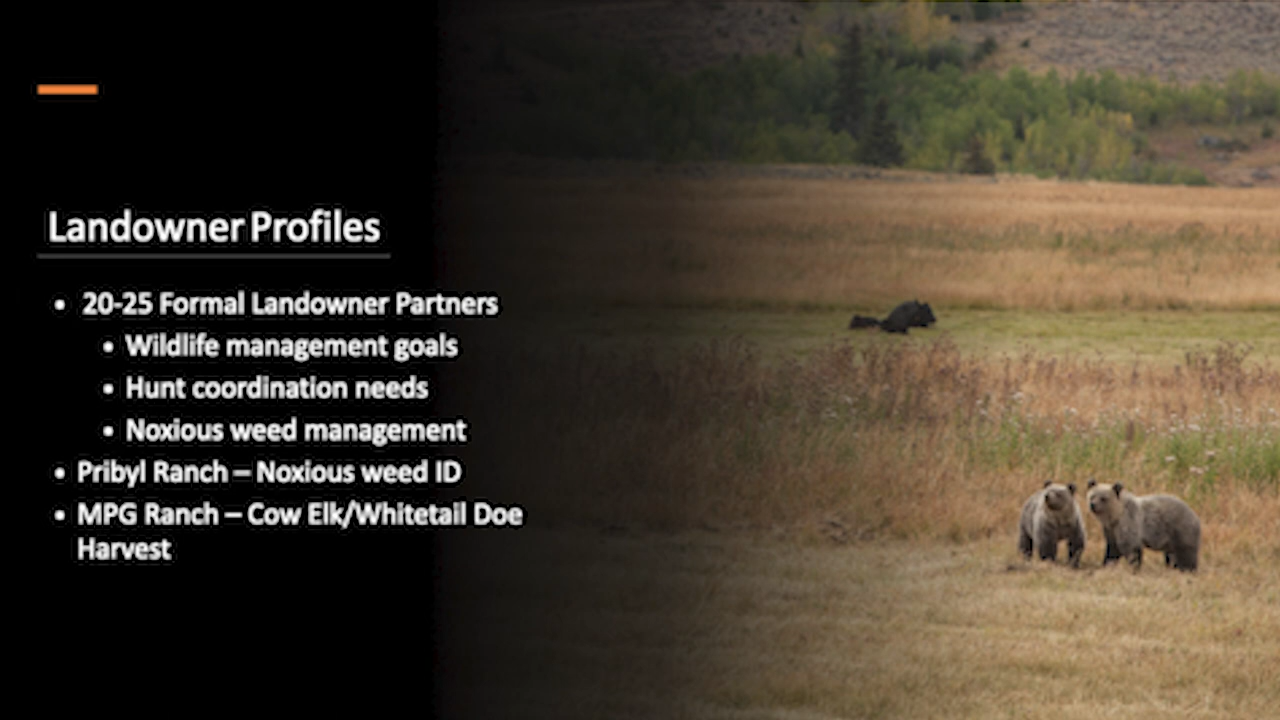 Landowner Profiles
• 20-25 Formal Landowner Partners
• Wildlife management goals
• Hunt coordination needs
• Noxious weed management
• Pribyl Ranch – Noxious weed ID
• MPG Ranch – Cow Elk/Whitetail Doe
Harvest